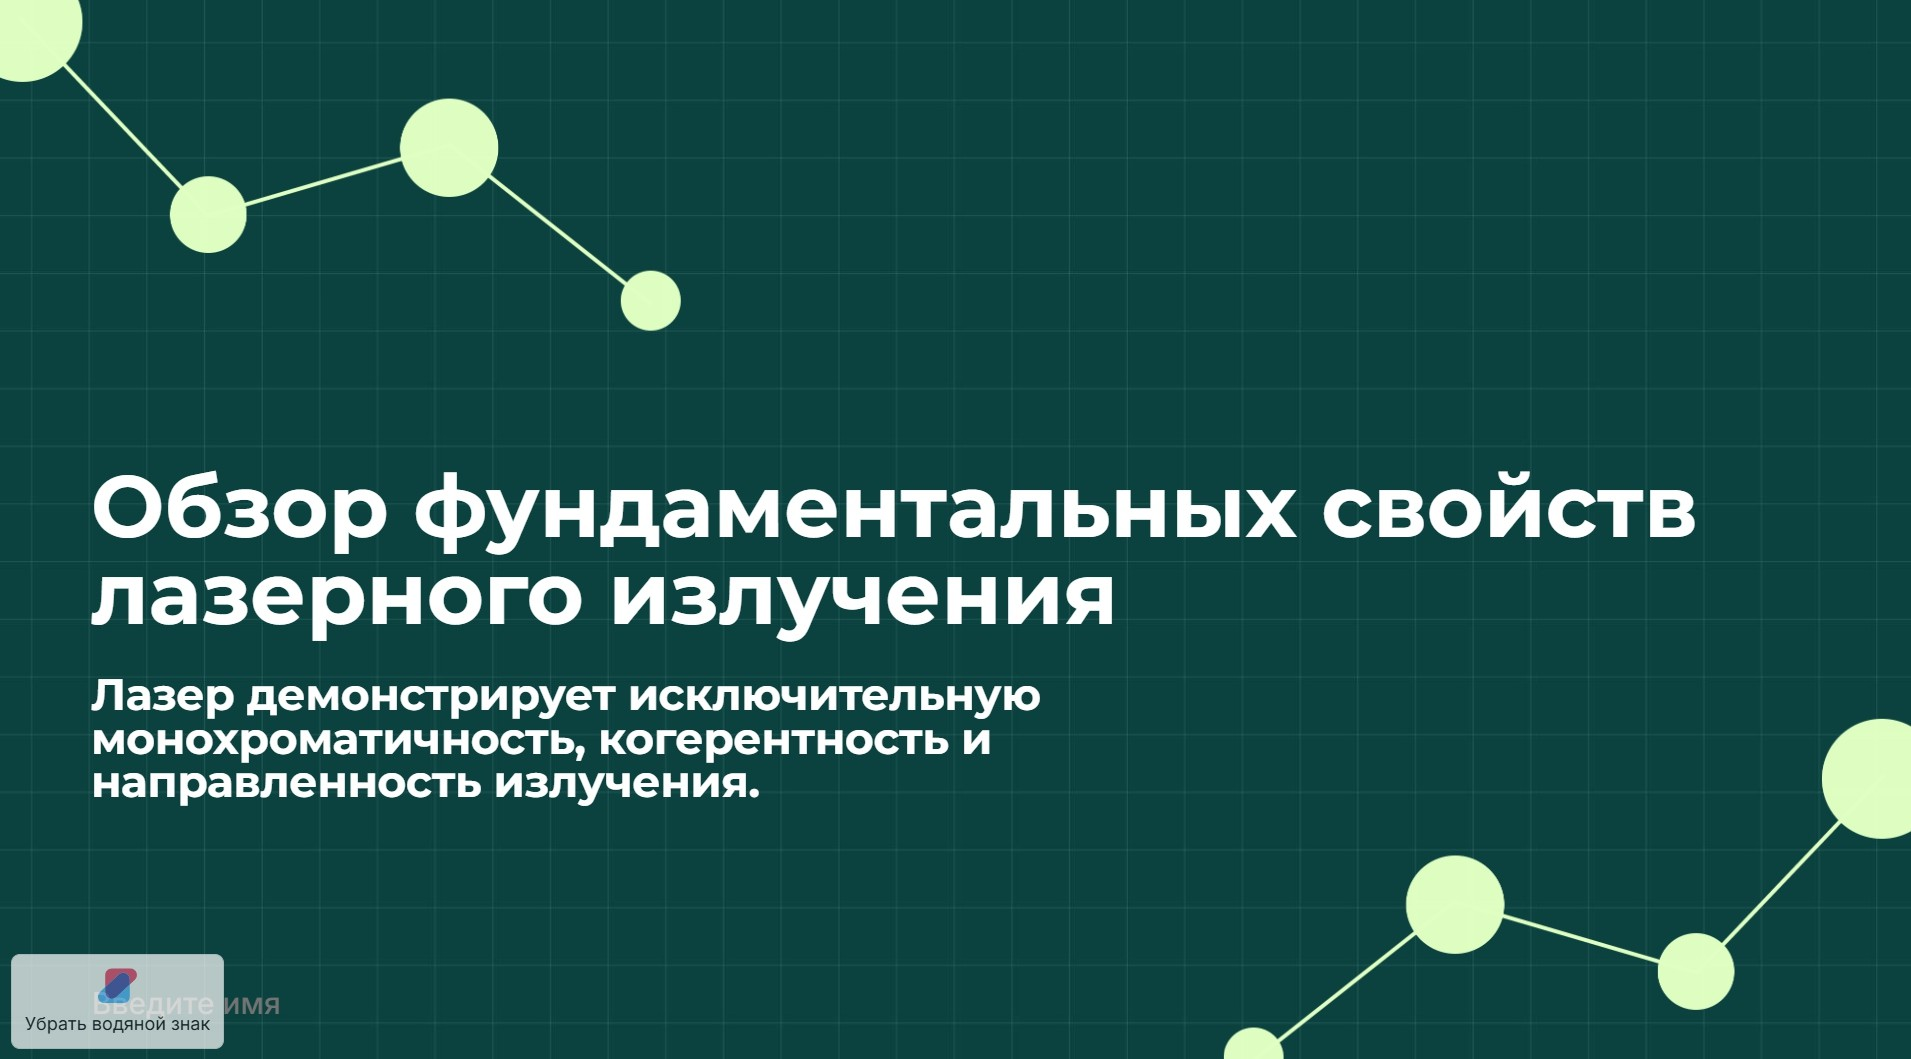 Обзор фундаментальных свойств
лазерного излучения
Лазер демонстрирует исключительную
монохроматичность, когерентность и
направленность излучения.
Введите имя
Убрать водяной знак